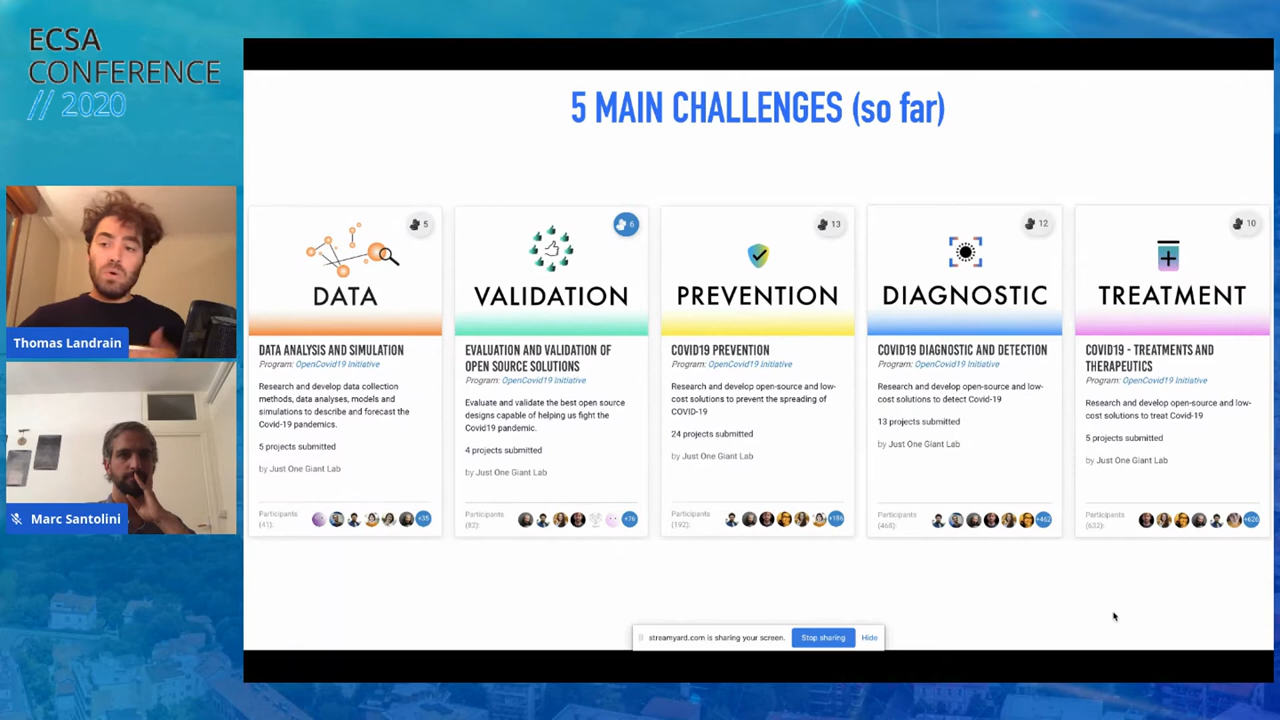 ECSA
CONFERENCE
// 2020
5 MAIN CHALLENGES (so far)
Thomas Landrain
Marc Santolini
5
DATA
DATA ANALYSIS AND SIMULATION
Program: OpenCovid19 Initiative
Research and develop data collection
methods, data analyses, models and
simulations to describe and forecast the
Covid-19 pandemics.
5 projects submitted
by Just One Giant Lab
Participants
(41):
+35
6
VALIDATION
EVALUATION AND VALIDATION OF
OPEN SOURCE SOLUTIONS
Program: OpenCovid19 Initiative
Evaluate and validate the best open source
designs capable of helping us fight the
Covid19 pandemic.
4 projects submitted
by Just One Giant Lab
Participants
(82):
+76
13
PREVENTION
COVID19 PREVENTION
Program: OpenCovid19 Initiative
Research and develop open-source and low-
cost solutions to prevent the spreading of
COVID-19
24 projects submitted
by Just One Giant Lab
Participants
(192):
+186
12
DIAGNOSTIC
COVID19 DIAGNOSTIC AND DETECTION
Program: OpenCovid19 Initiative
Research and develop open-source and low-
cost solutions to detect Covid-19
13 projects submitted
by Just One Giant Lab
Participants
(468):
+462
10
TREATMENT
COVID19 - TREATMENTS AND
THERAPEUTICS
Program: OpenCovid19 Initiative
Research and develop open-source and low-
cost solutions to treat Covid-19
5 projects submitted
by Just One Giant Lab
Participants
(632):
+626
streamyard.com is sharing your screen.
Stop sharing
Hide